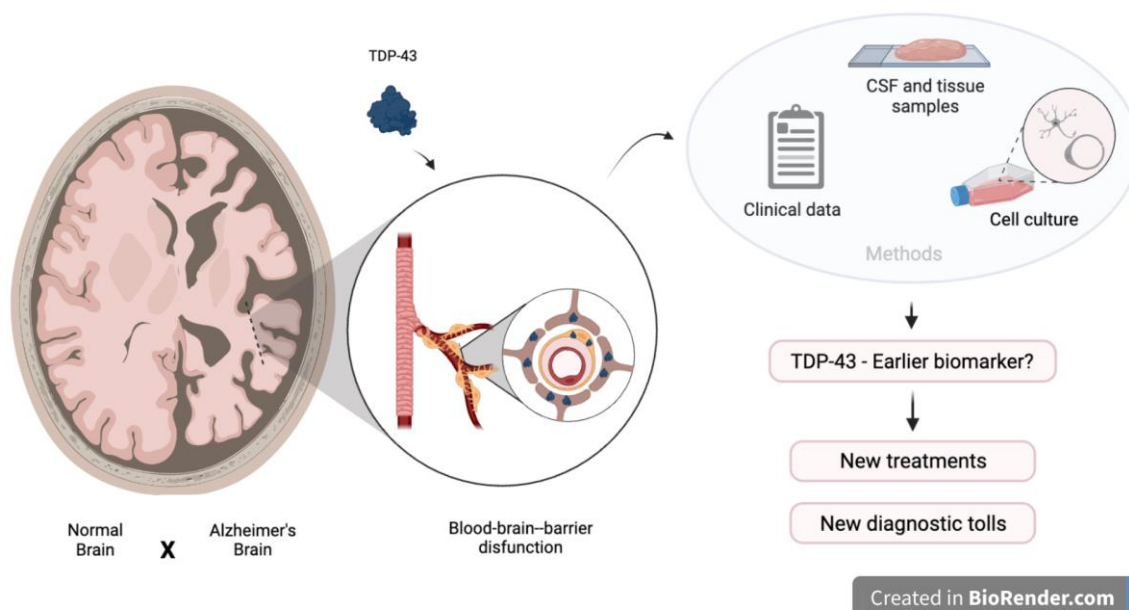 TDP-43
CSF and tissue
samples
Clinical data
Cell culture
Methods
TDP-43 - Earlier biomarker?
New treatments
New diagnostic tolls
Normal
Brain
X
Alzheimer's
Brain
Blood-brain--barrier
disfunction
Created in BioRender.com